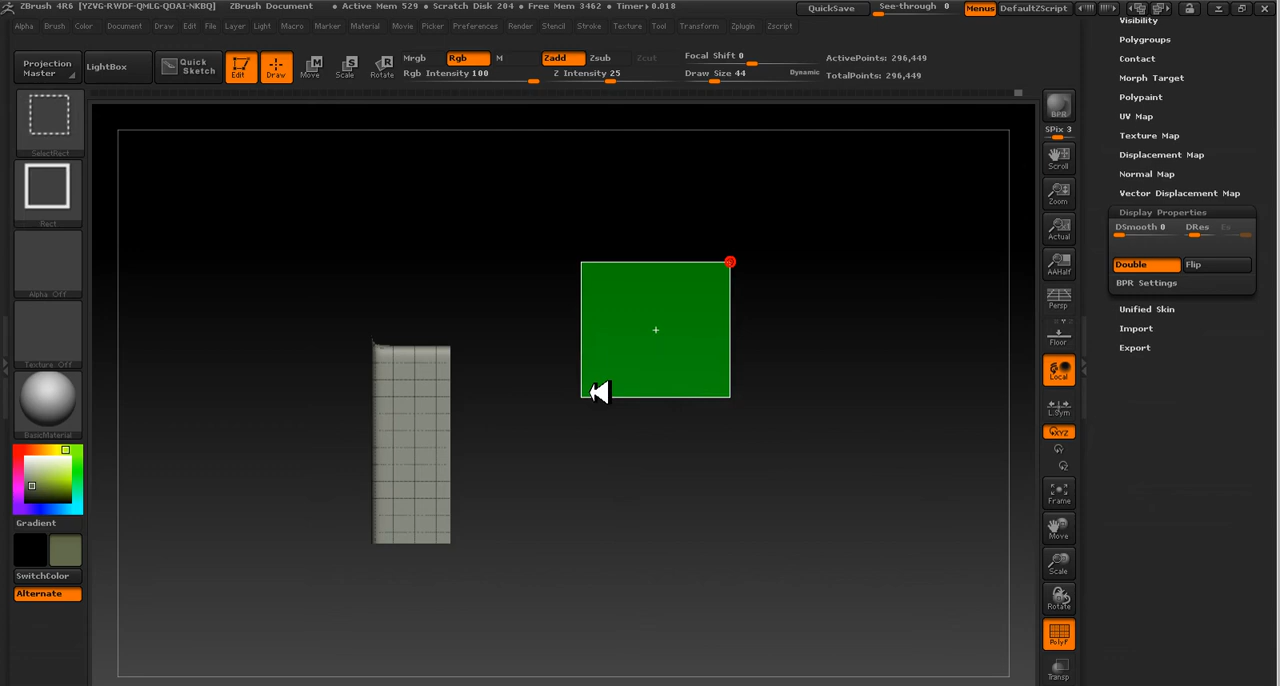 ZBrush 4R6 [YZVG-RWDF-QMLG-QOAI-NKBQ] ZBrush Document • Active Mem 529 • Scratch Disk 204 • Free Mem 3462 • Timer▸0.018 QuickSave See-through 0 Menus DefaultZScript
Alpha Brush Color Document Draw Edit File Layer Light Macro Marker Material Movie Picker Preferences Render Stencil Stroke Texture Tool Transform Zplugin Zscript
Projection Master
LightBox
Quick Sketch
Edit
Draw
Move
Scale
Rotate
Mrgb Rgb M
Rgb Intensity 100
Zadd Zsub Zcut
Z Intensity 25
Focal Shift 0
Draw Size 44 Dynamic
ActivePoints: 296,449
TotalPoints: 296,449
SelectRect
Rect
Alpha Off
Texture Off
BasicMaterial
Gradient
SwitchColor
Alternate
BPR
SPix 3
Scroll
Zoom
Actual
AAHalf
Persp
Floor
Local
L.Sym
XYZ
Y
Z
Frame
Move
Scale
Rotate
PolyF
Transp
Visibility
Polygroups
Contact
Morph Target
Polypaint
UV Map
Texture Map
Displacement Map
Normal Map
Vector Displacement Map
Display Properties
DSmooth 0 DRes Es
Double Flip
BPR Settings
Unified Skin
Import
Export